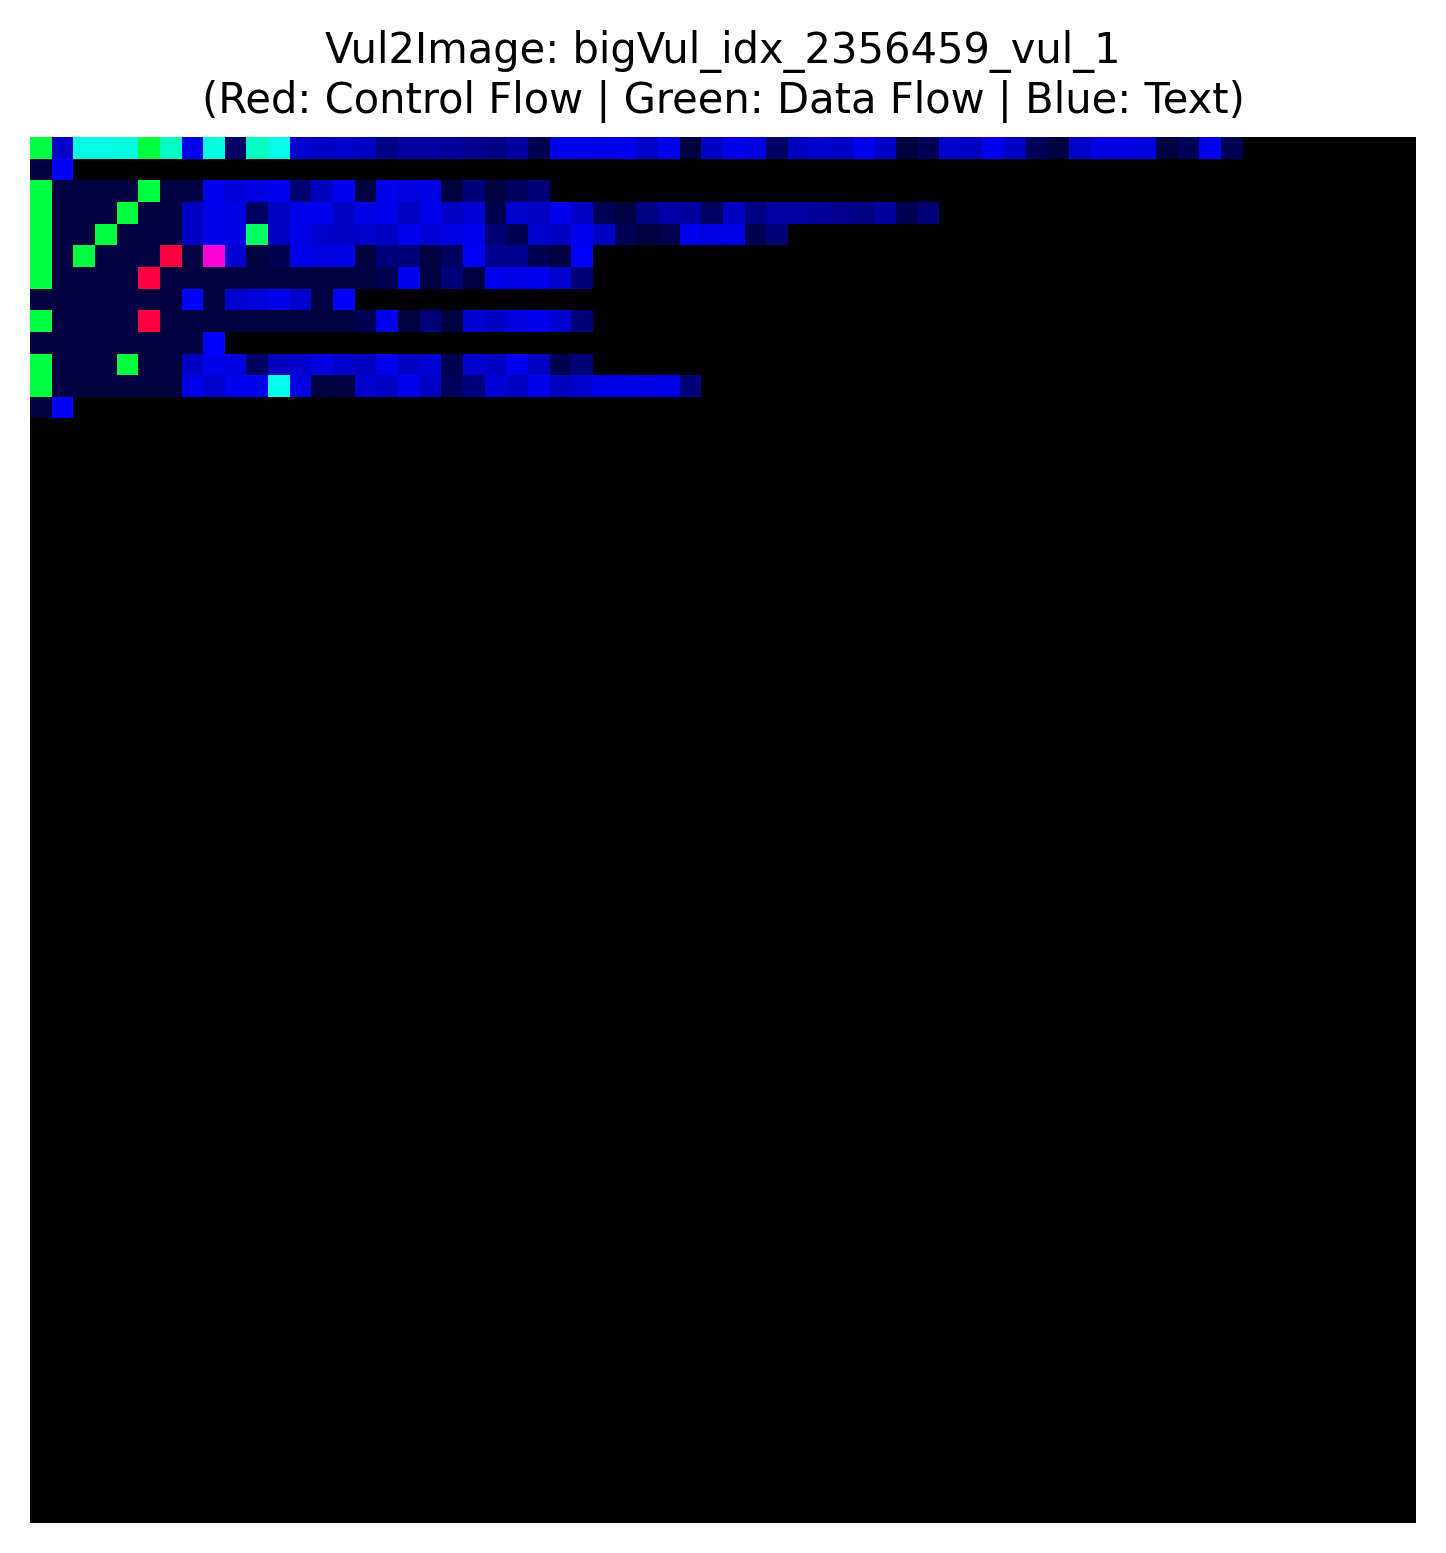 Vul2Image: bigVul_idx_2356459_vul_1
(Red: Control Flow | Green: Data Flow | Blue: Text)